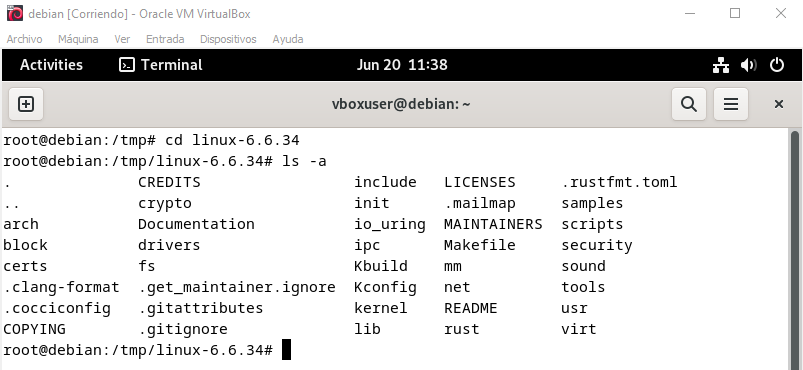 debian [Corriendo] - Oracle VM VirtualBox
Archivo Máquina Ver Entrada Dispositivos Ayuda
Activities Terminal Jun 20 11:38
vboxuser@debian: ~
root@debian:/tmp# cd linux-6.6.34
root@debian:/tmp/linux-6.6.34# ls -a
. CREDITS include LICENSES .rustfmt.toml
.. crypto init .mailmap samples
arch Documentation io_uring MAINTAINERS scripts
block drivers ipc Makefile security
certs fs Kbuild mm sound
.clang-format .get_maintainer.ignore Kconfig net tools
.cocciconfig .gitattributes kernel README usr
COPYING .gitignore lib rust virt
root@debian:/tmp/linux-6.6.34#